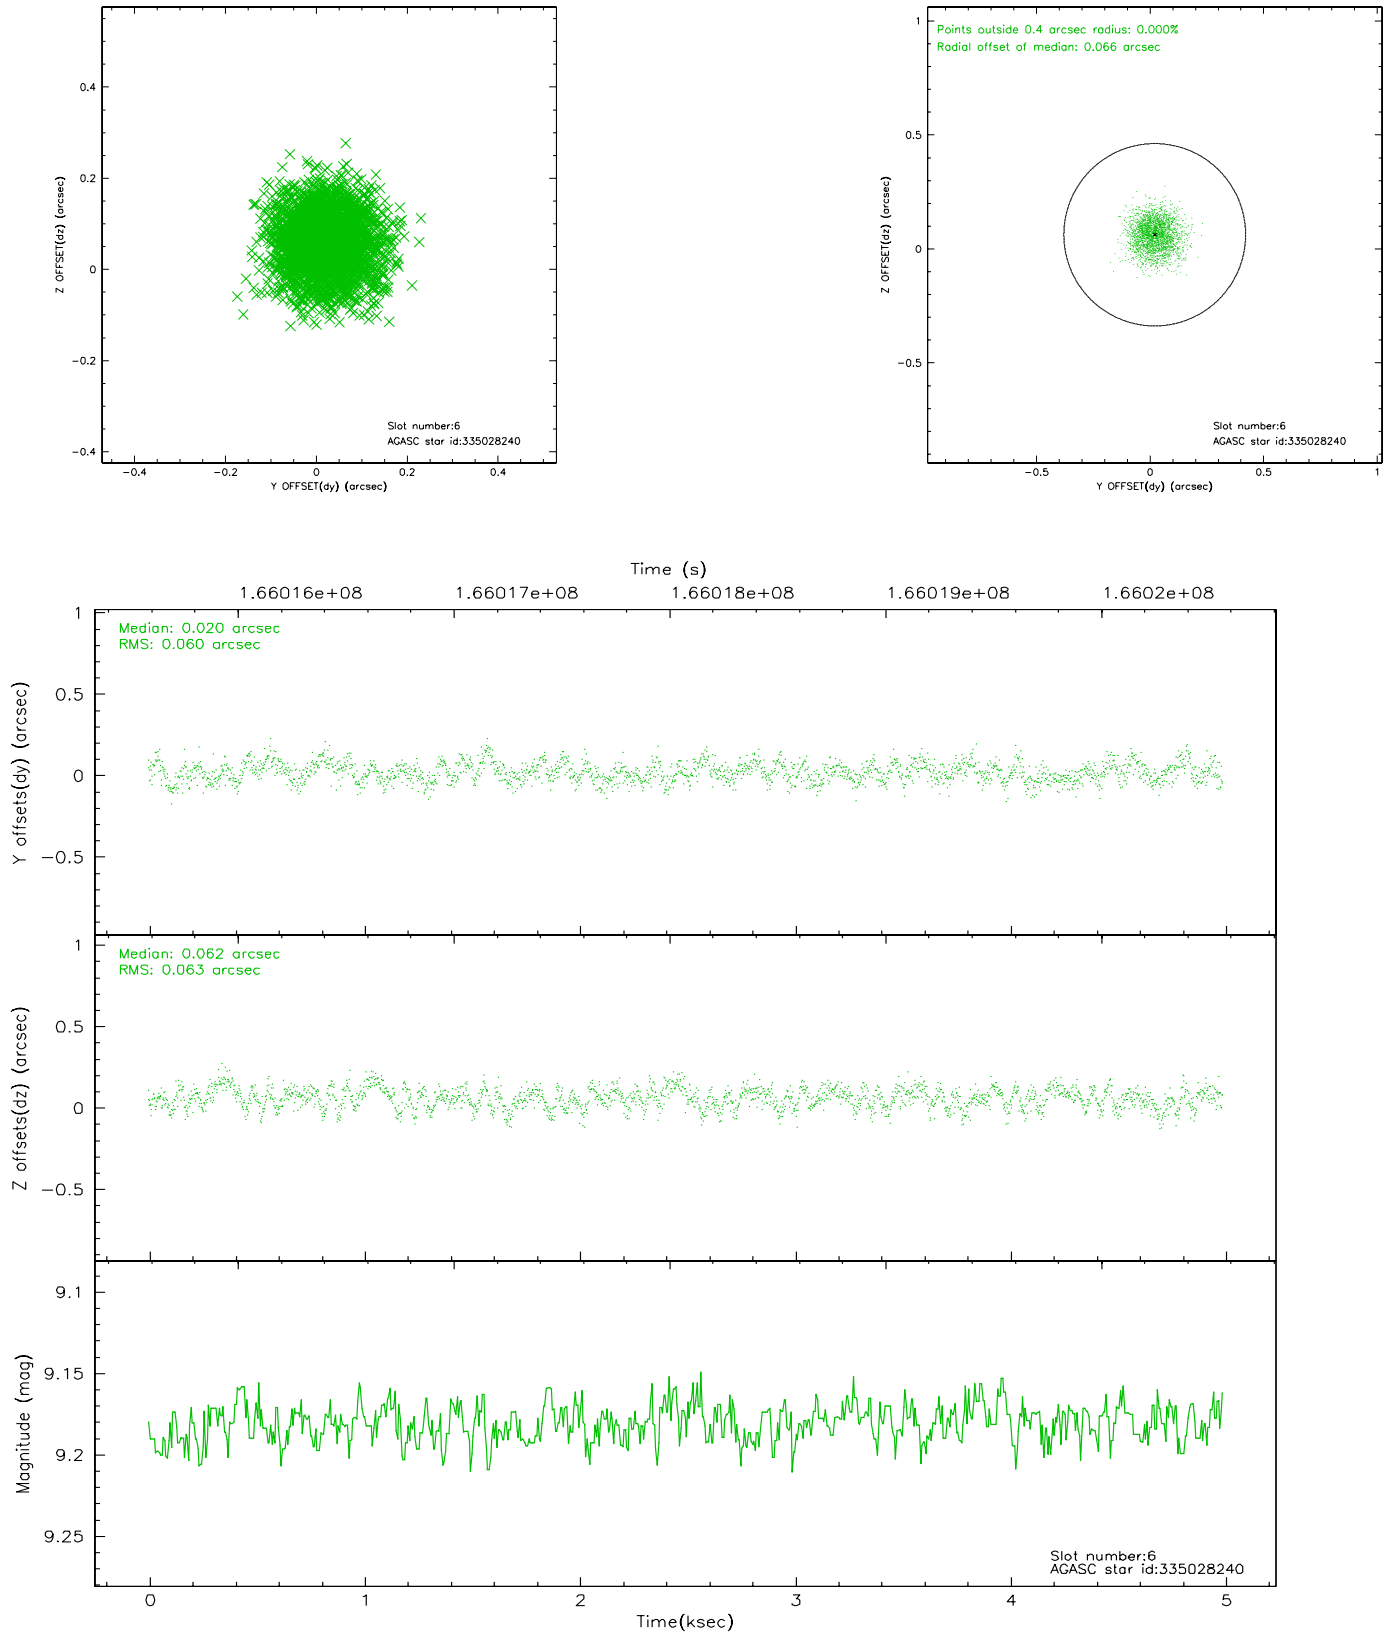 0.4
0.2
0
−0.2
−0.4
Z OFFSET(dz) (arcsec)
Slot number:6
AGASC star id:335028240
−0.4 −0.2 0 0.2 0.4
Y OFFSET(dy) (arcsec)
Points outside 0.4 arcsec radius: 0.000%
Radial offset of median: 0.066 arcsec
1
0.5
0
−0.5
Z OFFSET(dz) (arcsec)
Slot number:6
AGASC star id:335028240
−0.5 0 0.5 1
Y OFFSET(dy) (arcsec)
Time (s)
1.66016e+08 1.66017e+08 1.66018e+08 1.66019e+08 1.6602e+08
Median: 0.020 arcsec
RMS: 0.060 arcsec
1
0.5
0
−0.5
Y offsets(dy) (arcsec)
Median: 0.062 arcsec
RMS: 0.063 arcsec
1
0.5
0
−0.5
Z offsets(dz) (arcsec)
9.1
9.15
9.2
9.25
Magnitude (mag)
Slot number:6
AGASC star id:335028240
0 1 2 3 4 5
Time(ksec)